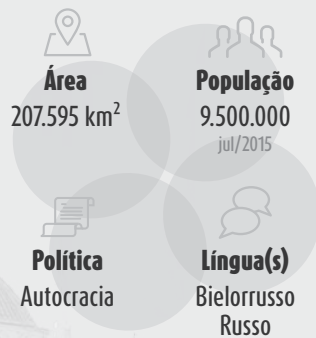 Área
207.595 km²
População
9.500.000
jul/2015
Política
Autocracia
Língua(s)
Bielorrusso
Russo